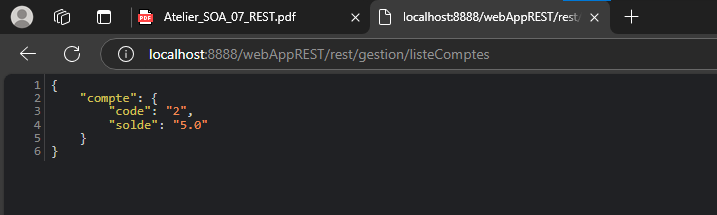 PDF Atelier_SOA_07_REST.pdf
localhost:8888/webAppREST/rest/
localhost:8888/webAppREST/rest/gestion/listeComptes
1 {
2 "compte": {
3 "code": "2",
4 "solde": "5.0"
5 }
6 }